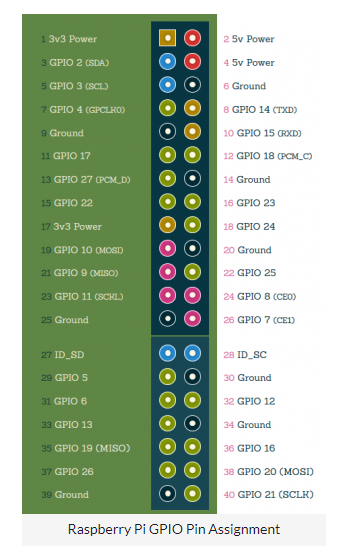 1 3v3 Power 2 5v Power
3 GPIO 2 (SDA) 4 5v Power
5 GPIO 3 (SCL) 6 Ground
7 GPIO 4 (GPCLK0) 8 GPIO 14 (TXD)
9 Ground 10 GPIO 15 (RXD)
11 GPIO 17 12 GPIO 18 (PCM_C)
13 GPIO 27 (PCM_D) 14 Ground
15 GPIO 22 16 GPIO 23
17 3v3 Power 18 GPIO 24
19 GPIO 10 (MOSI) 20 Ground
21 GPIO 9 (MISO) 22 GPIO 25
23 GPIO 11 (SCHL) 24 GPIO 8 (CE0)
25 Ground 26 GPIO 7 (CE1)
27 ID_SD 28 ID_SC
29 GPIO 5 30 Ground
31 GPIO 6 32 GPIO 12
33 GPIO 13 34 Ground
35 GPIO 19 (MISO) 36 GPIO 16
37 GPIO 26 38 GPIO 20 (MOSI)
39 Ground 40 GPIO 21 (SCLK)
Raspberry Pi GPIO Pin Assignment